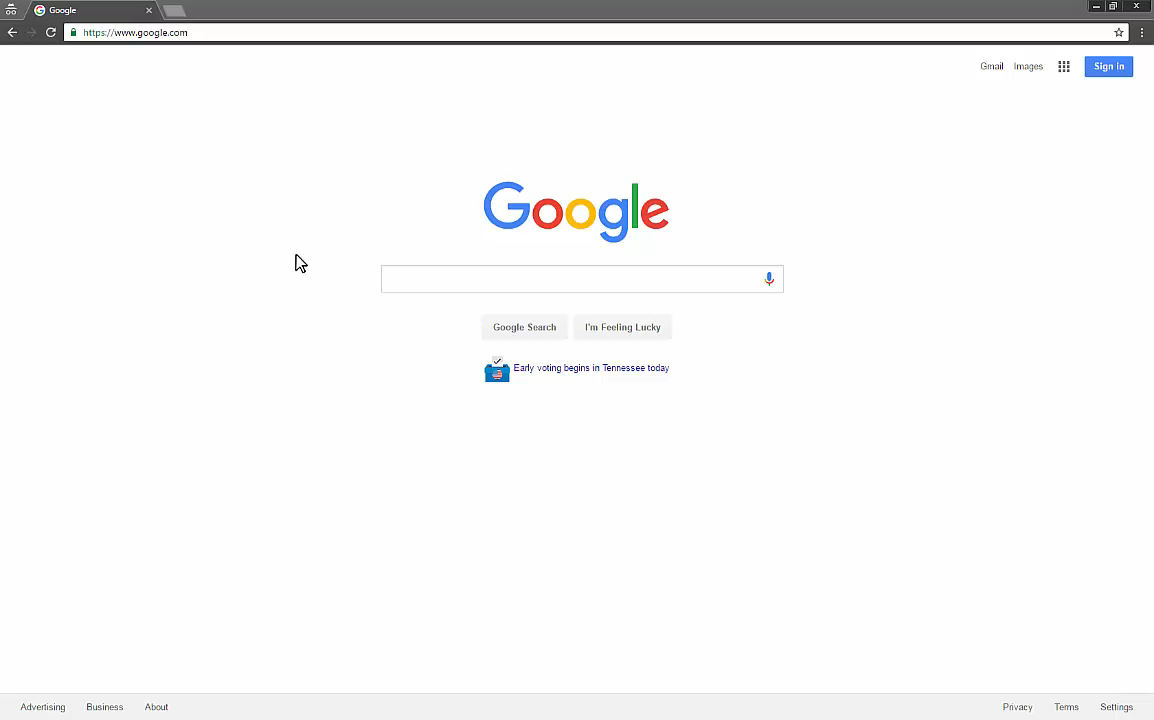 Google
https://www.google.com
Gmail Images Sign in
Google
Google Search I'm Feeling Lucky
Early voting begins in Tennessee today
Advertising Business About Privacy Terms Settings